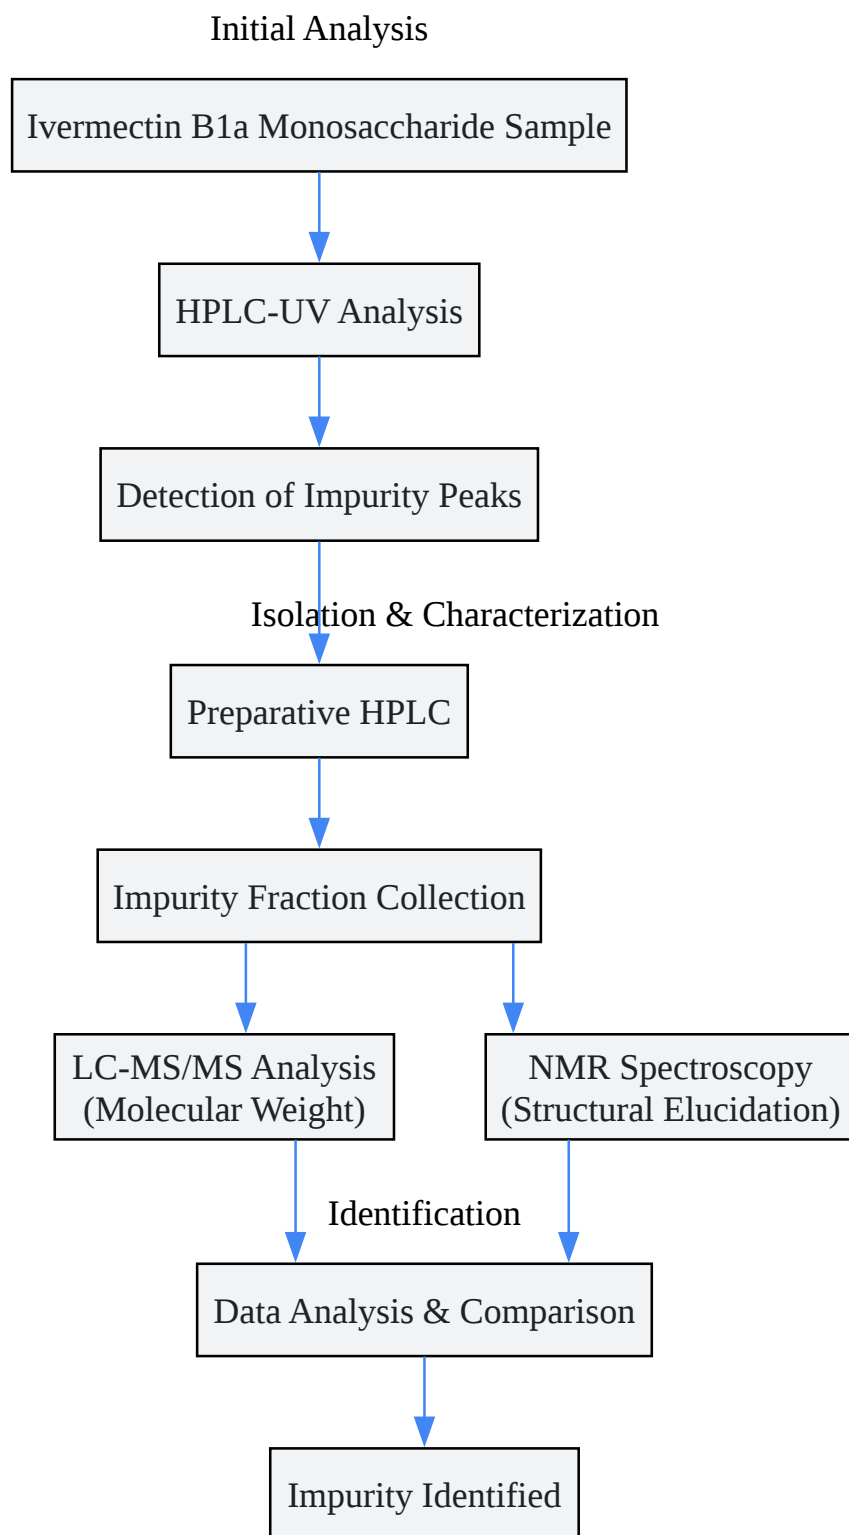 Initial Analysis
Ivermectin B1a Monosaccharide Sample
HPLC-UV Analysis
Detection of Impurity Peaks
Isolation & Characterization
Preparative HPLC
Impurity Fraction Collection
LC-MS/MS Analysis
(Molecular Weight)
NMR Spectroscopy
(Structural Elucidation)
Identification
Data Analysis & Comparison
Impurity Identified